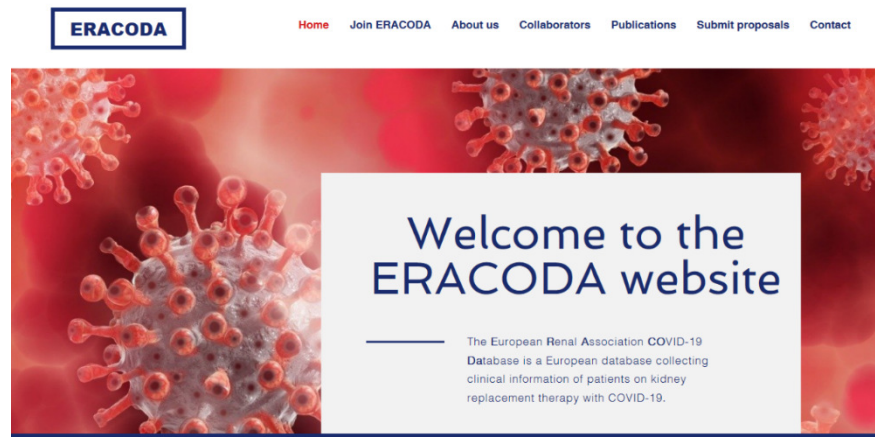 ERACODA
Home Join ERACODA About us Collaborators Publications Submit proposals Contact
Welcome to the
ERACODA website
The European Renal Association COVID-19
Database is a European database collecting
clinical information of patients on kidney
replacement therapy with COVID-19.